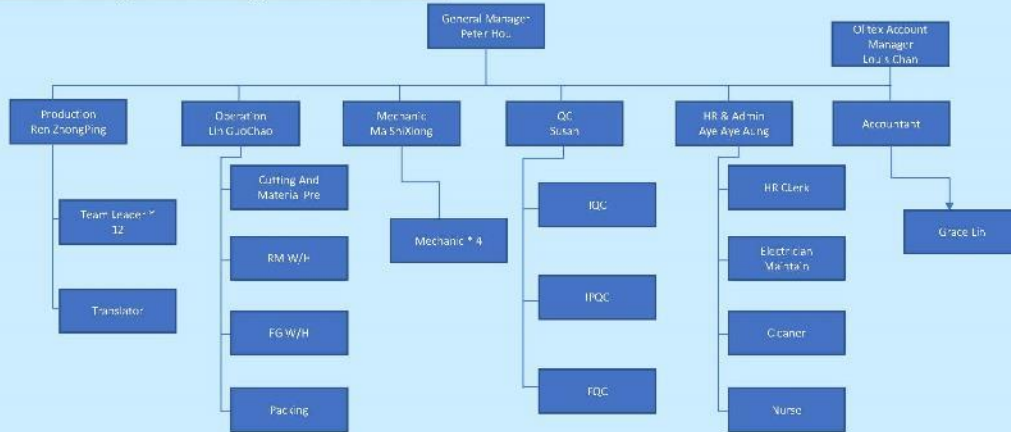 General Manager
Peter Hou
Olitex Account
Manager
Louis Chan
Production
Ren ZhongPing
Operation
Lin GuoChao
Mechanic
Ma ShiXiong
QC
Susan
HR & Admin
Aye Aye Aung
Accountant
Team Leader *
12
Translator
Cutting And
Material Pre
RM W/H
FG W/H
Packing
Mechanic * 4
IQC
IPQC
FQC
HR CLerk
Electrician
Maintain
Cleaner
Nurse
Grace Lin